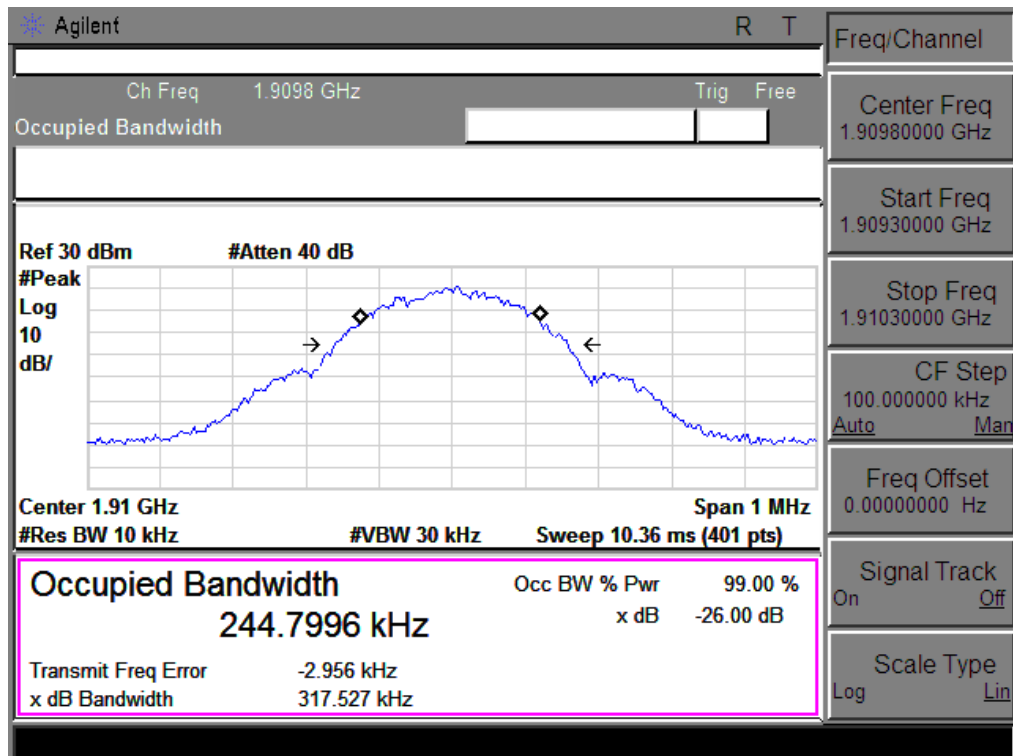 Agilent R T
Ch Freq 1.9098 GHz Trig Free
Occupied Bandwidth
Ref 30 dBm #Atten 40 dB
#Peak
Log
10
dB/
Center 1.91 GHz Span 1 MHz
#Res BW 10 kHz #VBW 30 kHz Sweep 10.36 ms (401 pts)
Occupied Bandwidth Occ BW % Pwr 99.00 %
244.7996 kHz x dB -26.00 dB
Transmit Freq Error -2.956 kHz
x dB Bandwidth 317.527 kHz
Freq/Channel
Center Freq
1.90980000 GHz
Start Freq
1.90930000 GHz
Stop Freq
1.91030000 GHz
CF Step
100.000000 kHz
Auto Man
Freq Offset
0.00000000 Hz
Signal Track
On Off
Scale Type
Log Lin